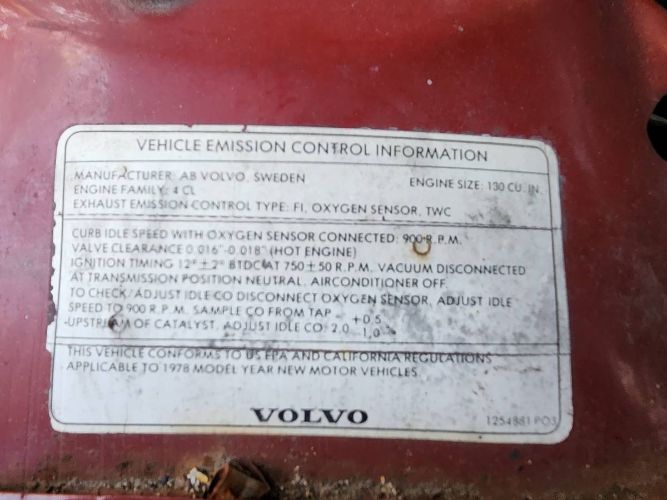 VEHICLE EMISSION CONTROL INFORMATION
MANUFACTURER: AB VOLVO, SWEDEN
ENGINE FAMILY: 4 CL ENGINE SIZE: 130 CU. IN.
EXHAUST EMISSION CONTROL TYPE: FI, OXYGEN SENSOR, TWC
CURB IDLE SPEED WITH OXYGEN SENSOR CONNECTED: 900 R.P.M.
VALVE CLEARANCE 0.016"-0.018" (HOT ENGINE)
IGNITION TIMING 12° ± 2° BTDC AT 750 ± 50 R.P.M. VACUUM DISCONNECTED
AT TRANSMISSION POSITION NEUTRAL. AIRCONDITIONER OFF.
TO CHECK/ADJUST IDLE CO DISCONNECT OXYGEN SENSOR, ADJUST IDLE
SPEED TO 900 R.P.M. SAMPLE CO FROM TAP
UPSTREAM OF CATALYST, ADJUST IDLE CO: 2.0 +0.5 -1.0 %
THIS VEHICLE CONFORMS TO US EPA AND CALIFORNIA REGULATIONS
APPLICABLE TO 1978 MODEL YEAR NEW MOTOR VEHICLES
VOLVO
1254881 PO3